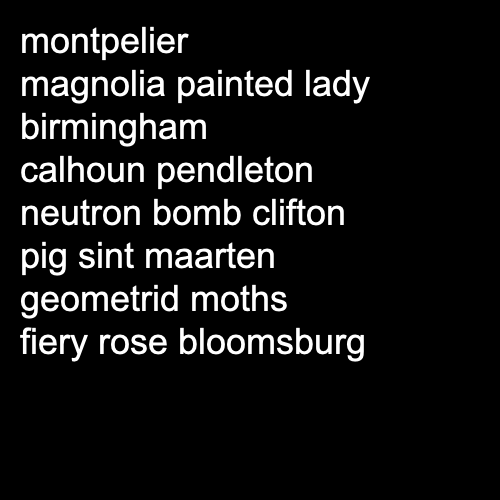 montpelier
magnolia painted lady
birmingham
calhoun pendleton
neutron bomb clifton
pig sint maarten
geometrid moths
fiery rose bloomsburg